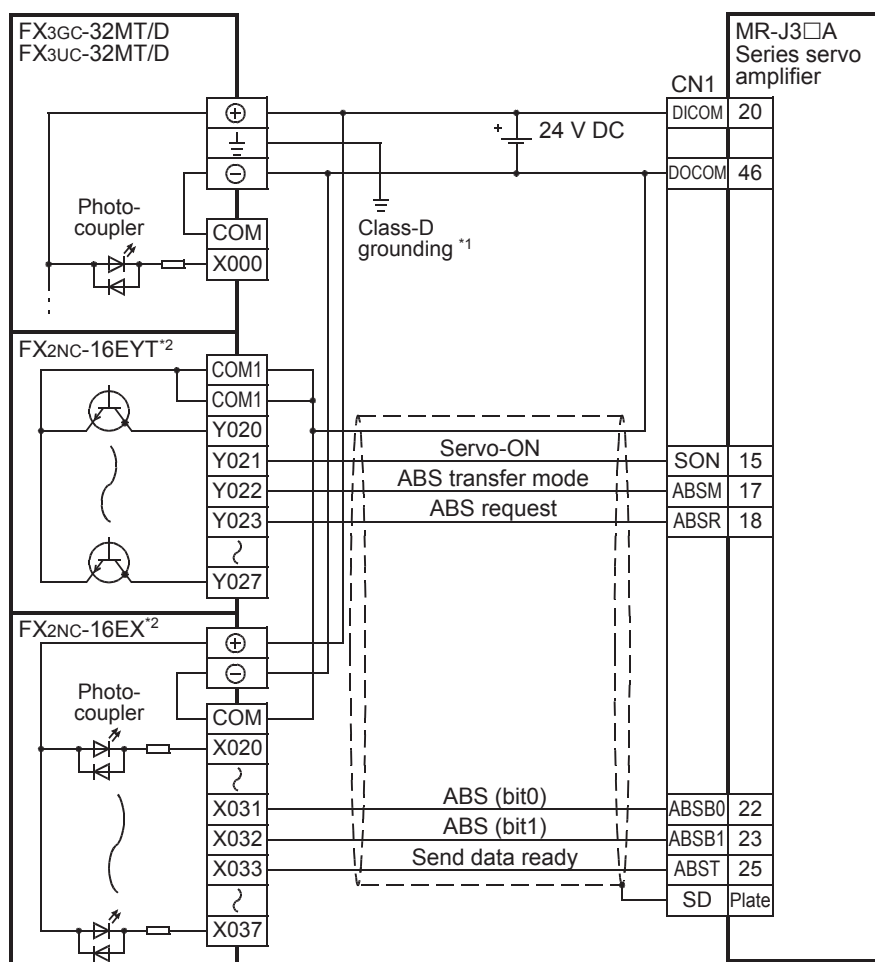 FX3GC-32MT/D
FX3UC-32MT/D
⊕
⊖
COM
X000
Photo-
coupler
Class-D
grounding *1
+
24 V DC
MR-J3□A
Series servo
amplifier
CN1
DICOM 20
DOCOM 46
FX2NC-16EYT*2
COM1
COM1
Y020
Y021 Servo-ON SON 15
Y022 ABS transfer mode ABSM 17
Y023 ABS request ABSR 18
Y027
FX2NC-16EX*2
⊕
⊖
Photo-
coupler
COM
X020
X031 ABS (bit0) ABSB0 22
X032 ABS (bit1) ABSB1 23
X033 Send data ready ABST 25
SD Plate
X037